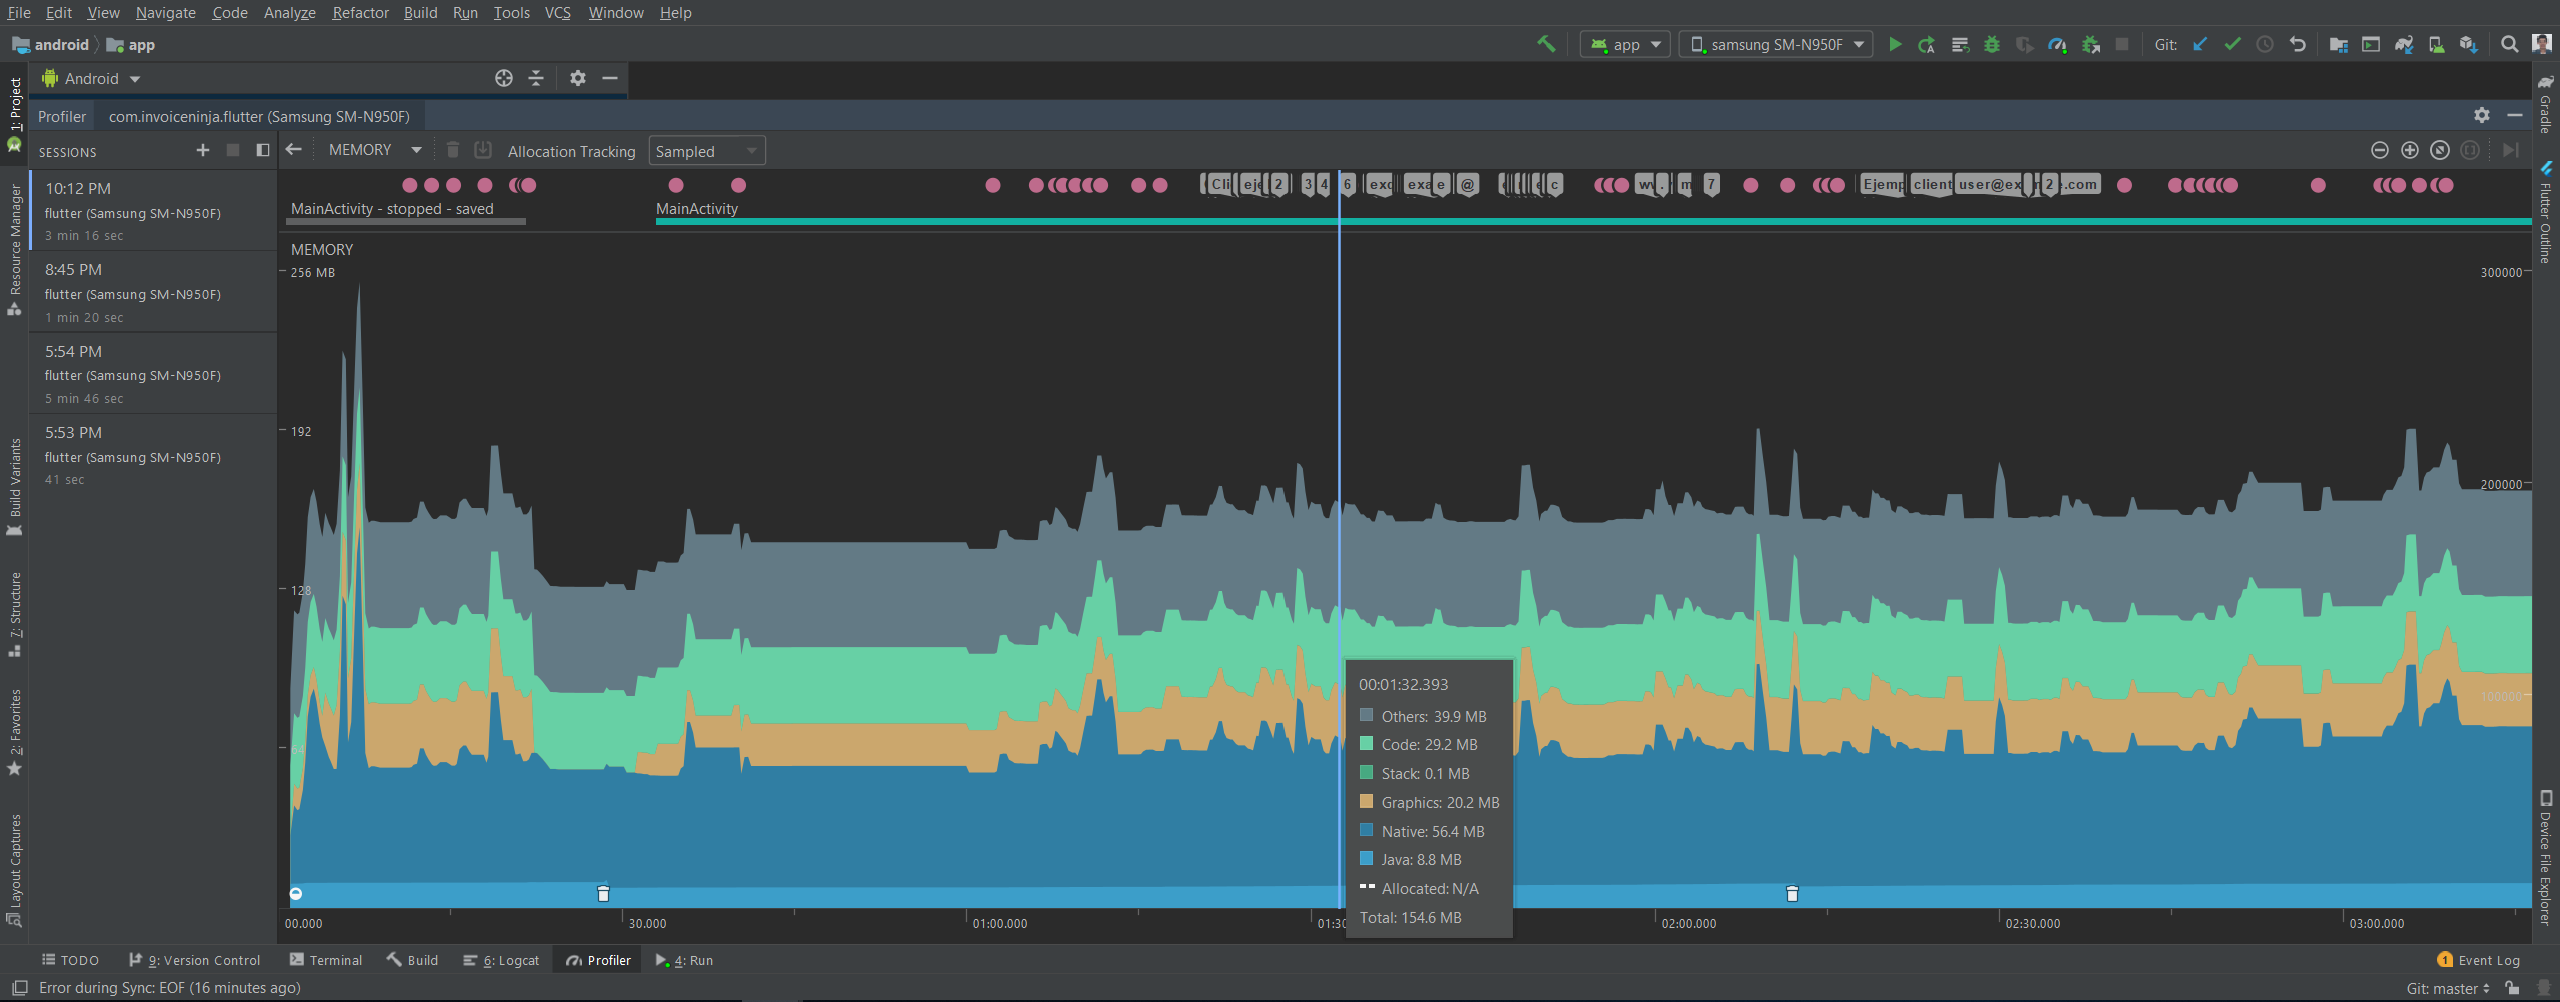 File Edit View Navigate Code Analyze Refactor Build Run Tools VCS Window Help
android app
app samsung SM-N950F Git:
Android
Profiler com.invoiceninja.flutter (Samsung SM-N950F)
SESSIONS
MEMORY Allocation Tracking Sampled
10:12 PM
flutter (Samsung SM-N950F)
3 min 16 sec
8:45 PM
flutter (Samsung SM-N950F)
1 min 20 sec
5:54 PM
flutter (Samsung SM-N950F)
5 min 46 sec
5:53 PM
flutter (Samsung SM-N950F)
41 sec
Cli eje 2 3 4 6 exc exa e @ c m 7 Ejemp client user@ex 2 .com
MainActivity - stopped - saved MainActivity
MEMORY
256 MB 300000
192
200000
128
100000
64
00:01:32.393
Others: 39.9 MB
Code: 29.2 MB
Stack: 0.1 MB
Graphics: 20.2 MB
Native: 56.4 MB
Java: 8.8 MB
Allocated: N/A
Total: 154.6 MB
00.000 30.000 01:00.000 01:30 02:00.000 02:30.000 03:00.000
1: Project
Resource Manager
Build Variants
7: Structure
2: Favorites
Layout Captures
Gradle
Flutter Outline
Device File Explorer
TODO 9: Version Control Terminal Build 6: Logcat Profiler 4: Run 1 Event Log
Error during Sync: EOF (16 minutes ago) Git: master